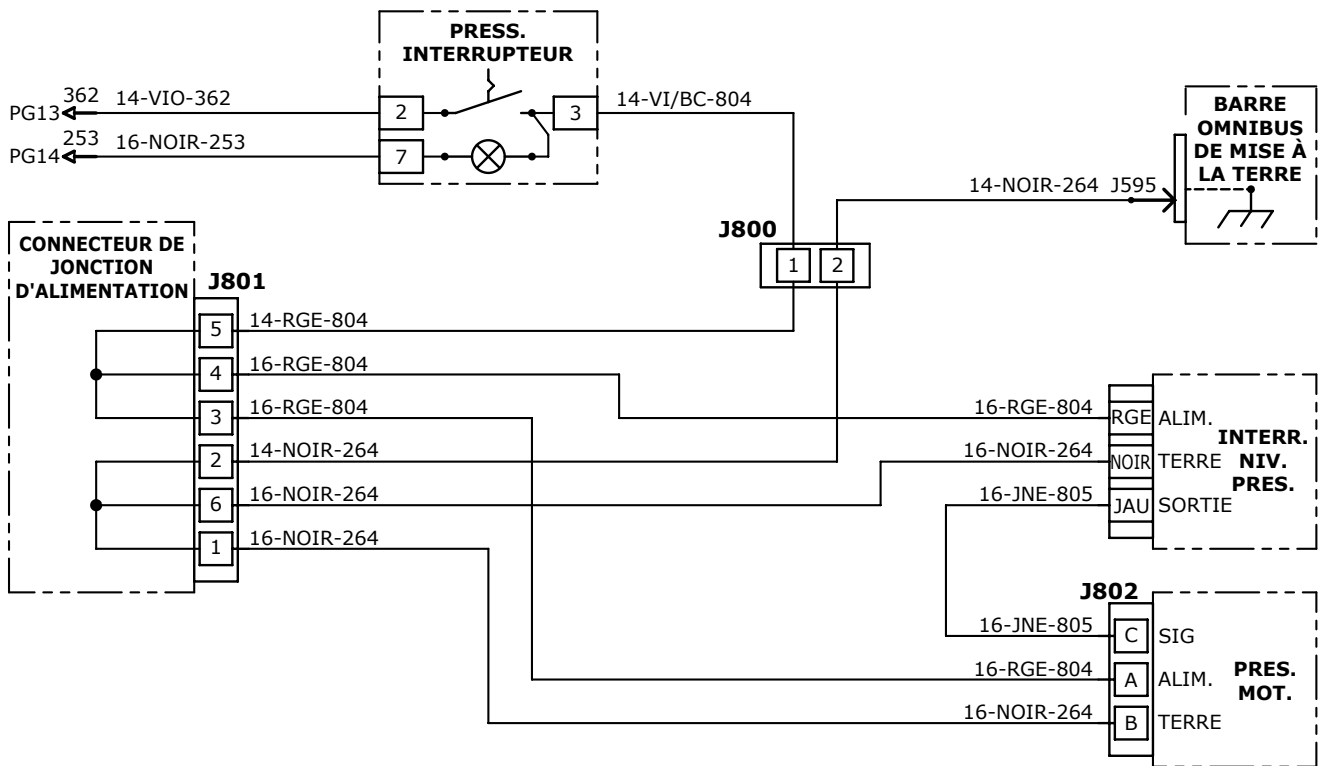 PRESS.
INTERRUPTEUR
PG13 362 14-VIO-362 2 3 14-VI/BC-804
PG14 253 16-NOIR-253 7
BARRE
OMNIBUS
DE MISE À
LA TERRE
14-NOIR-264 J595
J800
1 2
CONNECTEUR DE
JONCTION
D'ALIMENTATION
J801
5 14-RGE-804
4 16-RGE-804
3 16-RGE-804
2 14-NOIR-264
6 16-NOIR-264
1 16-NOIR-264
16-RGE-804 RGE ALIM.
16-NOIR-264 NOIR TERRE
16-JNE-805 JAU SORTIE
INTERR.
NIV.
PRES.
J802
16-JNE-805 C SIG
16-RGE-804 A ALIM.
16-NOIR-264 B TERRE
PRES.
MOT.